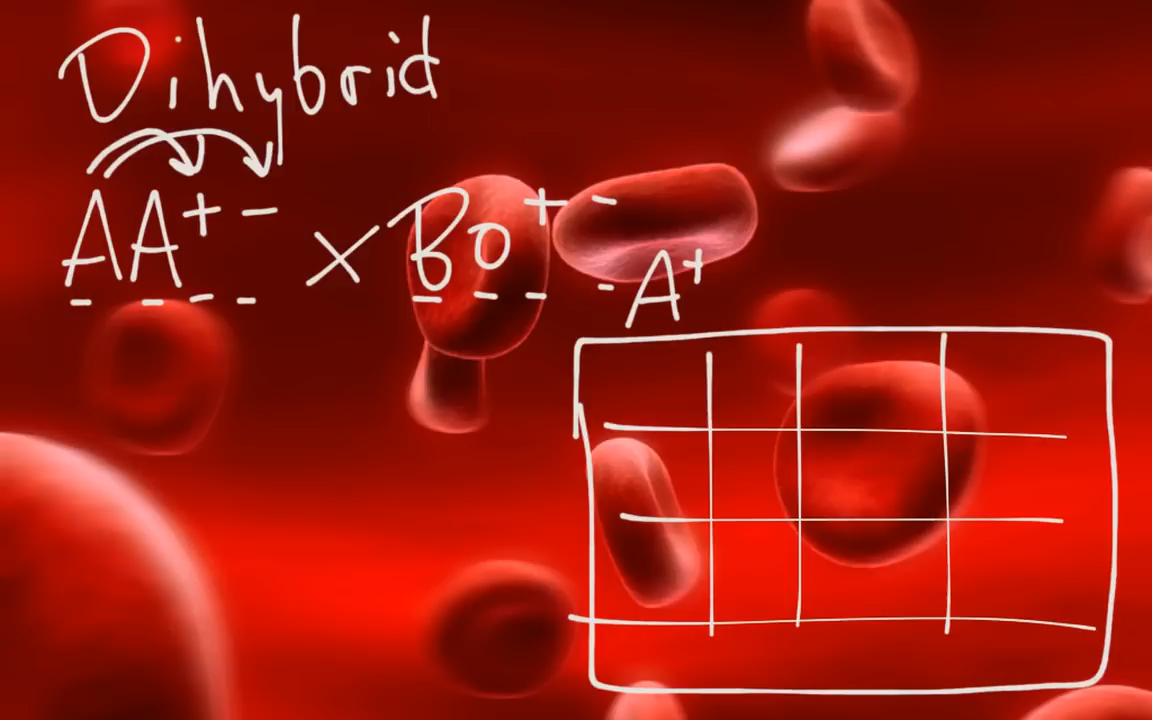 Dihybrid
AA+- × Bo+-
A+